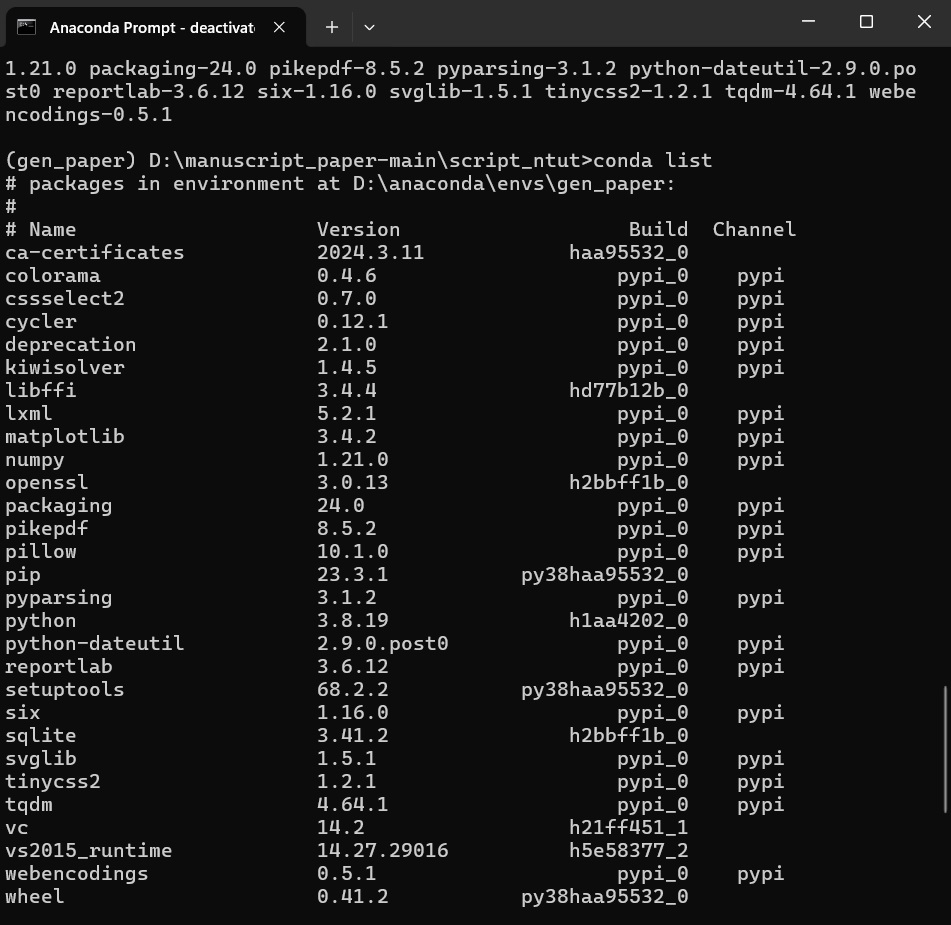 Anaconda Prompt - deactivat
1.21.0 packaging-24.0 pikepdf-8.5.2 pyparsing-3.1.2 python-dateutil-2.9.0.po
st0 reportlab-3.6.12 six-1.16.0 svglib-1.5.1 tinycss2-1.2.1 tqdm-4.64.1 webe
ncodings-0.5.1
(gen_paper) D:\manuscript_paper-main\script_ntut>conda list
# packages in environment at D:\anaconda\envs\gen_paper:
#
# Name Version Build Channel
ca-certificates 2024.3.11 haa95532_0
colorama 0.4.6 pypi_0 pypi
cssselect2 0.7.0 pypi_0 pypi
cycler 0.12.1 pypi_0 pypi
deprecation 2.1.0 pypi_0 pypi
kiwisolver 1.4.5 pypi_0 pypi
libffi 3.4.4 hd77b12b_0
lxml 5.2.1 pypi_0 pypi
matplotlib 3.4.2 pypi_0 pypi
numpy 1.21.0 pypi_0 pypi
openssl 3.0.13 h2bbff1b_0
packaging 24.0 pypi_0 pypi
pikepdf 8.5.2 pypi_0 pypi
pillow 10.1.0 pypi_0 pypi
pip 23.3.1 py38haa95532_0
pyparsing 3.1.2 pypi_0 pypi
python 3.8.19 h1aa4202_0
python-dateutil 2.9.0.post0 pypi_0 pypi
reportlab 3.6.12 pypi_0 pypi
setuptools 68.2.2 py38haa95532_0
six 1.16.0 pypi_0 pypi
sqlite 3.41.2 h2bbff1b_0
svglib 1.5.1 pypi_0 pypi
tinycss2 1.2.1 pypi_0 pypi
tqdm 4.64.1 pypi_0 pypi
vc 14.2 h21ff451_1
vs2015_runtime 14.27.29016 h5e58377_2
webencodings 0.5.1 pypi_0 pypi
wheel 0.41.2 py38haa95532_0